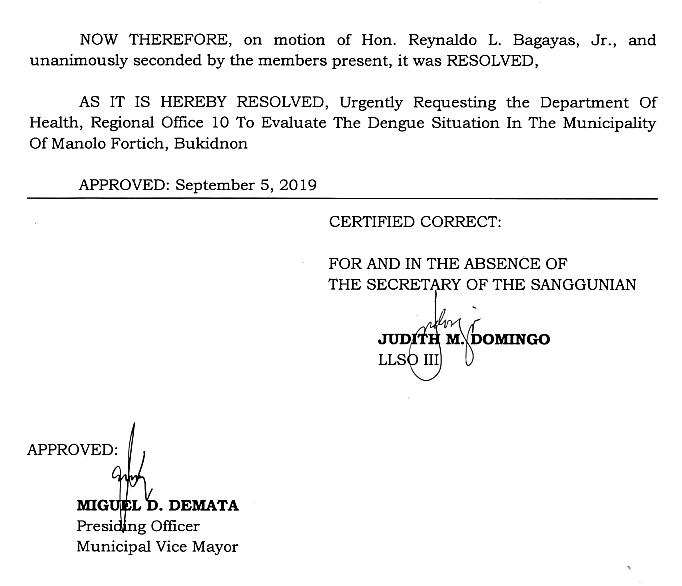 NOW THEREFORE, on motion of Hon. Reynaldo L. Bagayas, Jr., and
unanimously seconded by the members present, it was RESOLVED,
AS IT IS HEREBY RESOLVED, Urgently Requesting the Department Of
Health, Regional Office 10 To Evaluate The Dengue Situation In The Municipality
Of Manolo Fortich, Bukidnon
APPROVED: September 5, 2019
CERTIFIED CORRECT:
FOR AND IN THE ABSENCE OF
THE SECRETARY OF THE SANGGUNIAN
JUDITH M. DOMINGO
LLSO III
APPROVED:
MIGUEL D. DEMATA
Presiding Officer
Municipal Vice Mayor